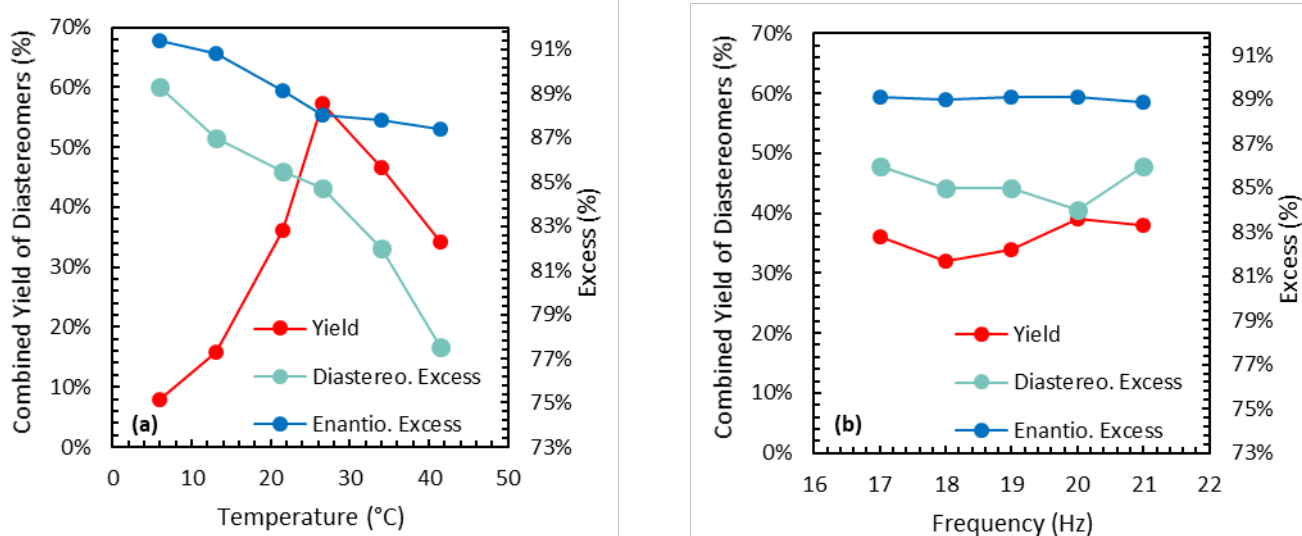 Combined Yield of Diastereomers (%)
70%
60%
50%
40%
30%
20%
10%
0%
91%
89%
87%
85%
83%
81%
79%
77%
75%
73%
Excess (%)
Yield
Diastereo. Excess
Enantio. Excess
(a)
0 10 20 30 40 50
Temperature (°C)
Combined Yield of Diastereomers (%)
70%
60%
50%
40%
30%
20%
10%
0%
91%
89%
87%
85%
83%
81%
79%
77%
75%
73%
Excess (%)
Yield
Diastereo. Excess
Enantio. Excess
(b)
16 17 18 19 20 21 22
Frequency (Hz)